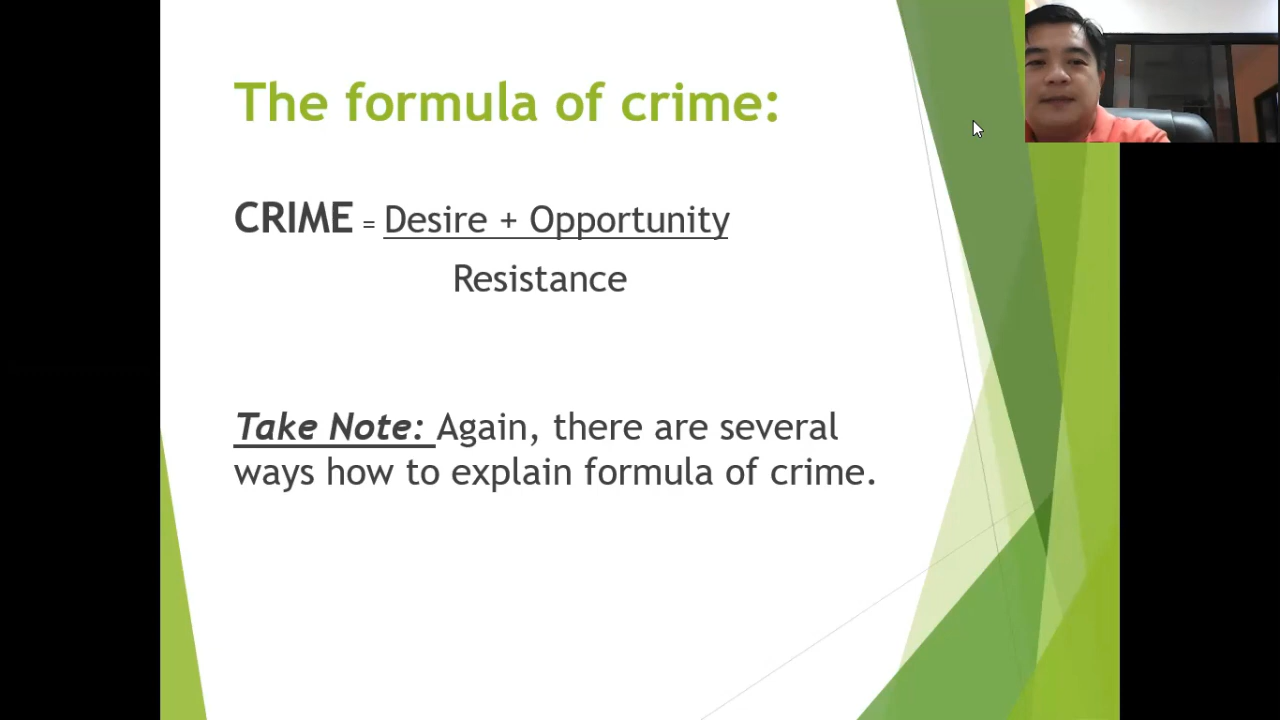 The formula of crime:
CRIME = Desire + Opportunity
Resistance
Take Note: Again, there are several
ways how to explain formula of crime.